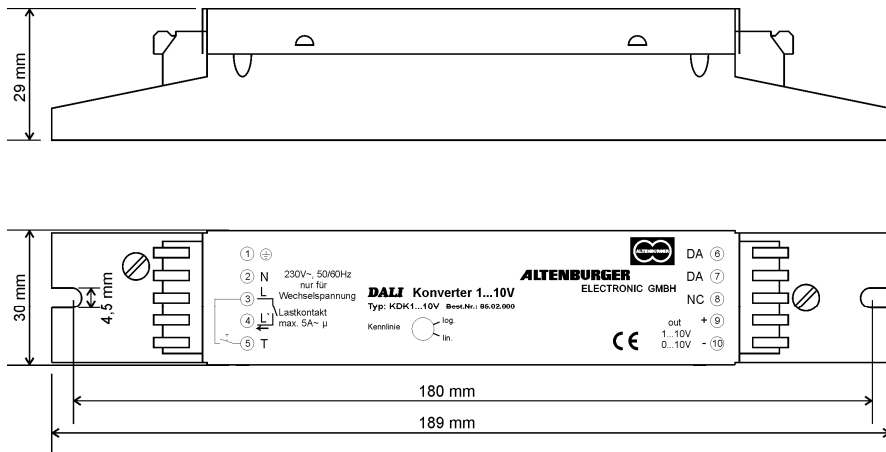 29 mm
30 mm
4,5 mm
1
2 N
3 L
4 L'
5 T
230V~, 50/60Hz
nur für
Wechselspannung
Lastkontakt
max. 5A~ µ
T
DALI Konverter 1...10V
Typ: KDK1...10V Best.Nr.: 86.02.000
Kennlinie
log.
lin.
ALTENBURGER
ALTENBURGER
ELECTRONIC GMBH
CE
DA 6
DA 7
NC 8
+ 9
- 10
out
1...10V
0...10V
180 mm
189 mm